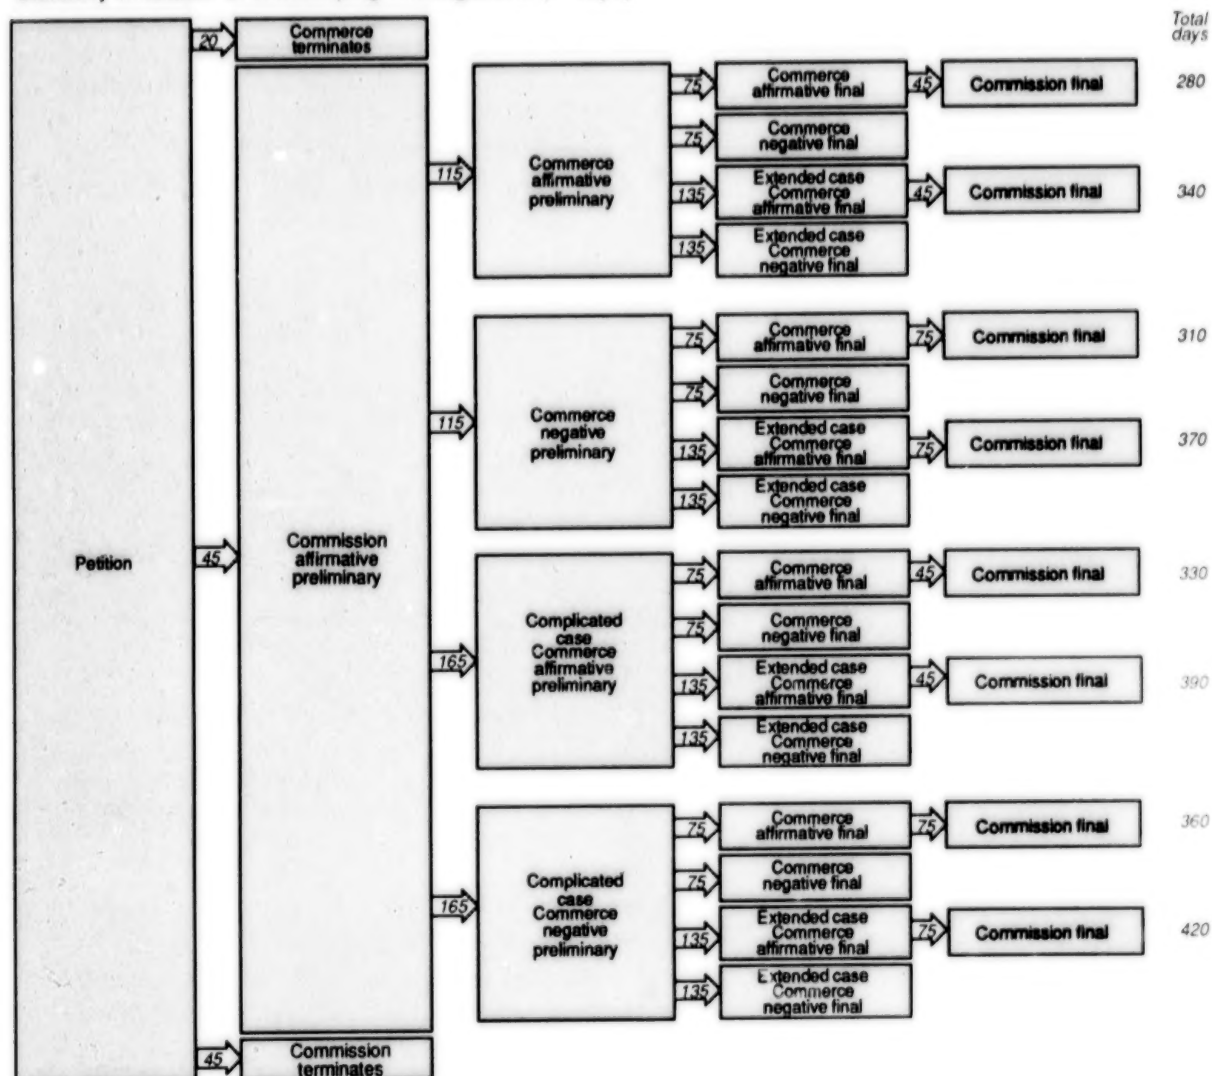 Total
days
20
Commerce
terminates
75
Commerce
affirmative final
45
Commission final
280
75
Commerce
negative final
115
Commerce
affirmative
preliminary
135
Extended case
Commerce
affirmative final
45
Commission final
340
135
Extended case
Commerce
negative final
75
Commerce
affirmative final
75
Commission final
310
75
Commerce
negative final
115
Commerce
negative
preliminary
135
Extended case
Commerce
affirmative final
75
Commission final
370
135
Extended case
Commerce
negative final
Petition
45
Commission
affirmative
preliminary
75
Commerce
affirmative final
45
Commission final
330
75
Commerce
negative final
165
Complicated
case
Commerce
affirmative
preliminary
135
Extended case
Commerce
affirmative final
45
Commission final
390
135
Extended case
Commerce
negative final
75
Commerce
affirmative final
75
Commission final
360
75
Commerce
negative final
165
Complicated
case
Commerce
negative
preliminary
135
Extended case
Commerce
affirmative final
75
Commission final
420
135
Extended case
Commerce
negative final
45
Commission
terminates